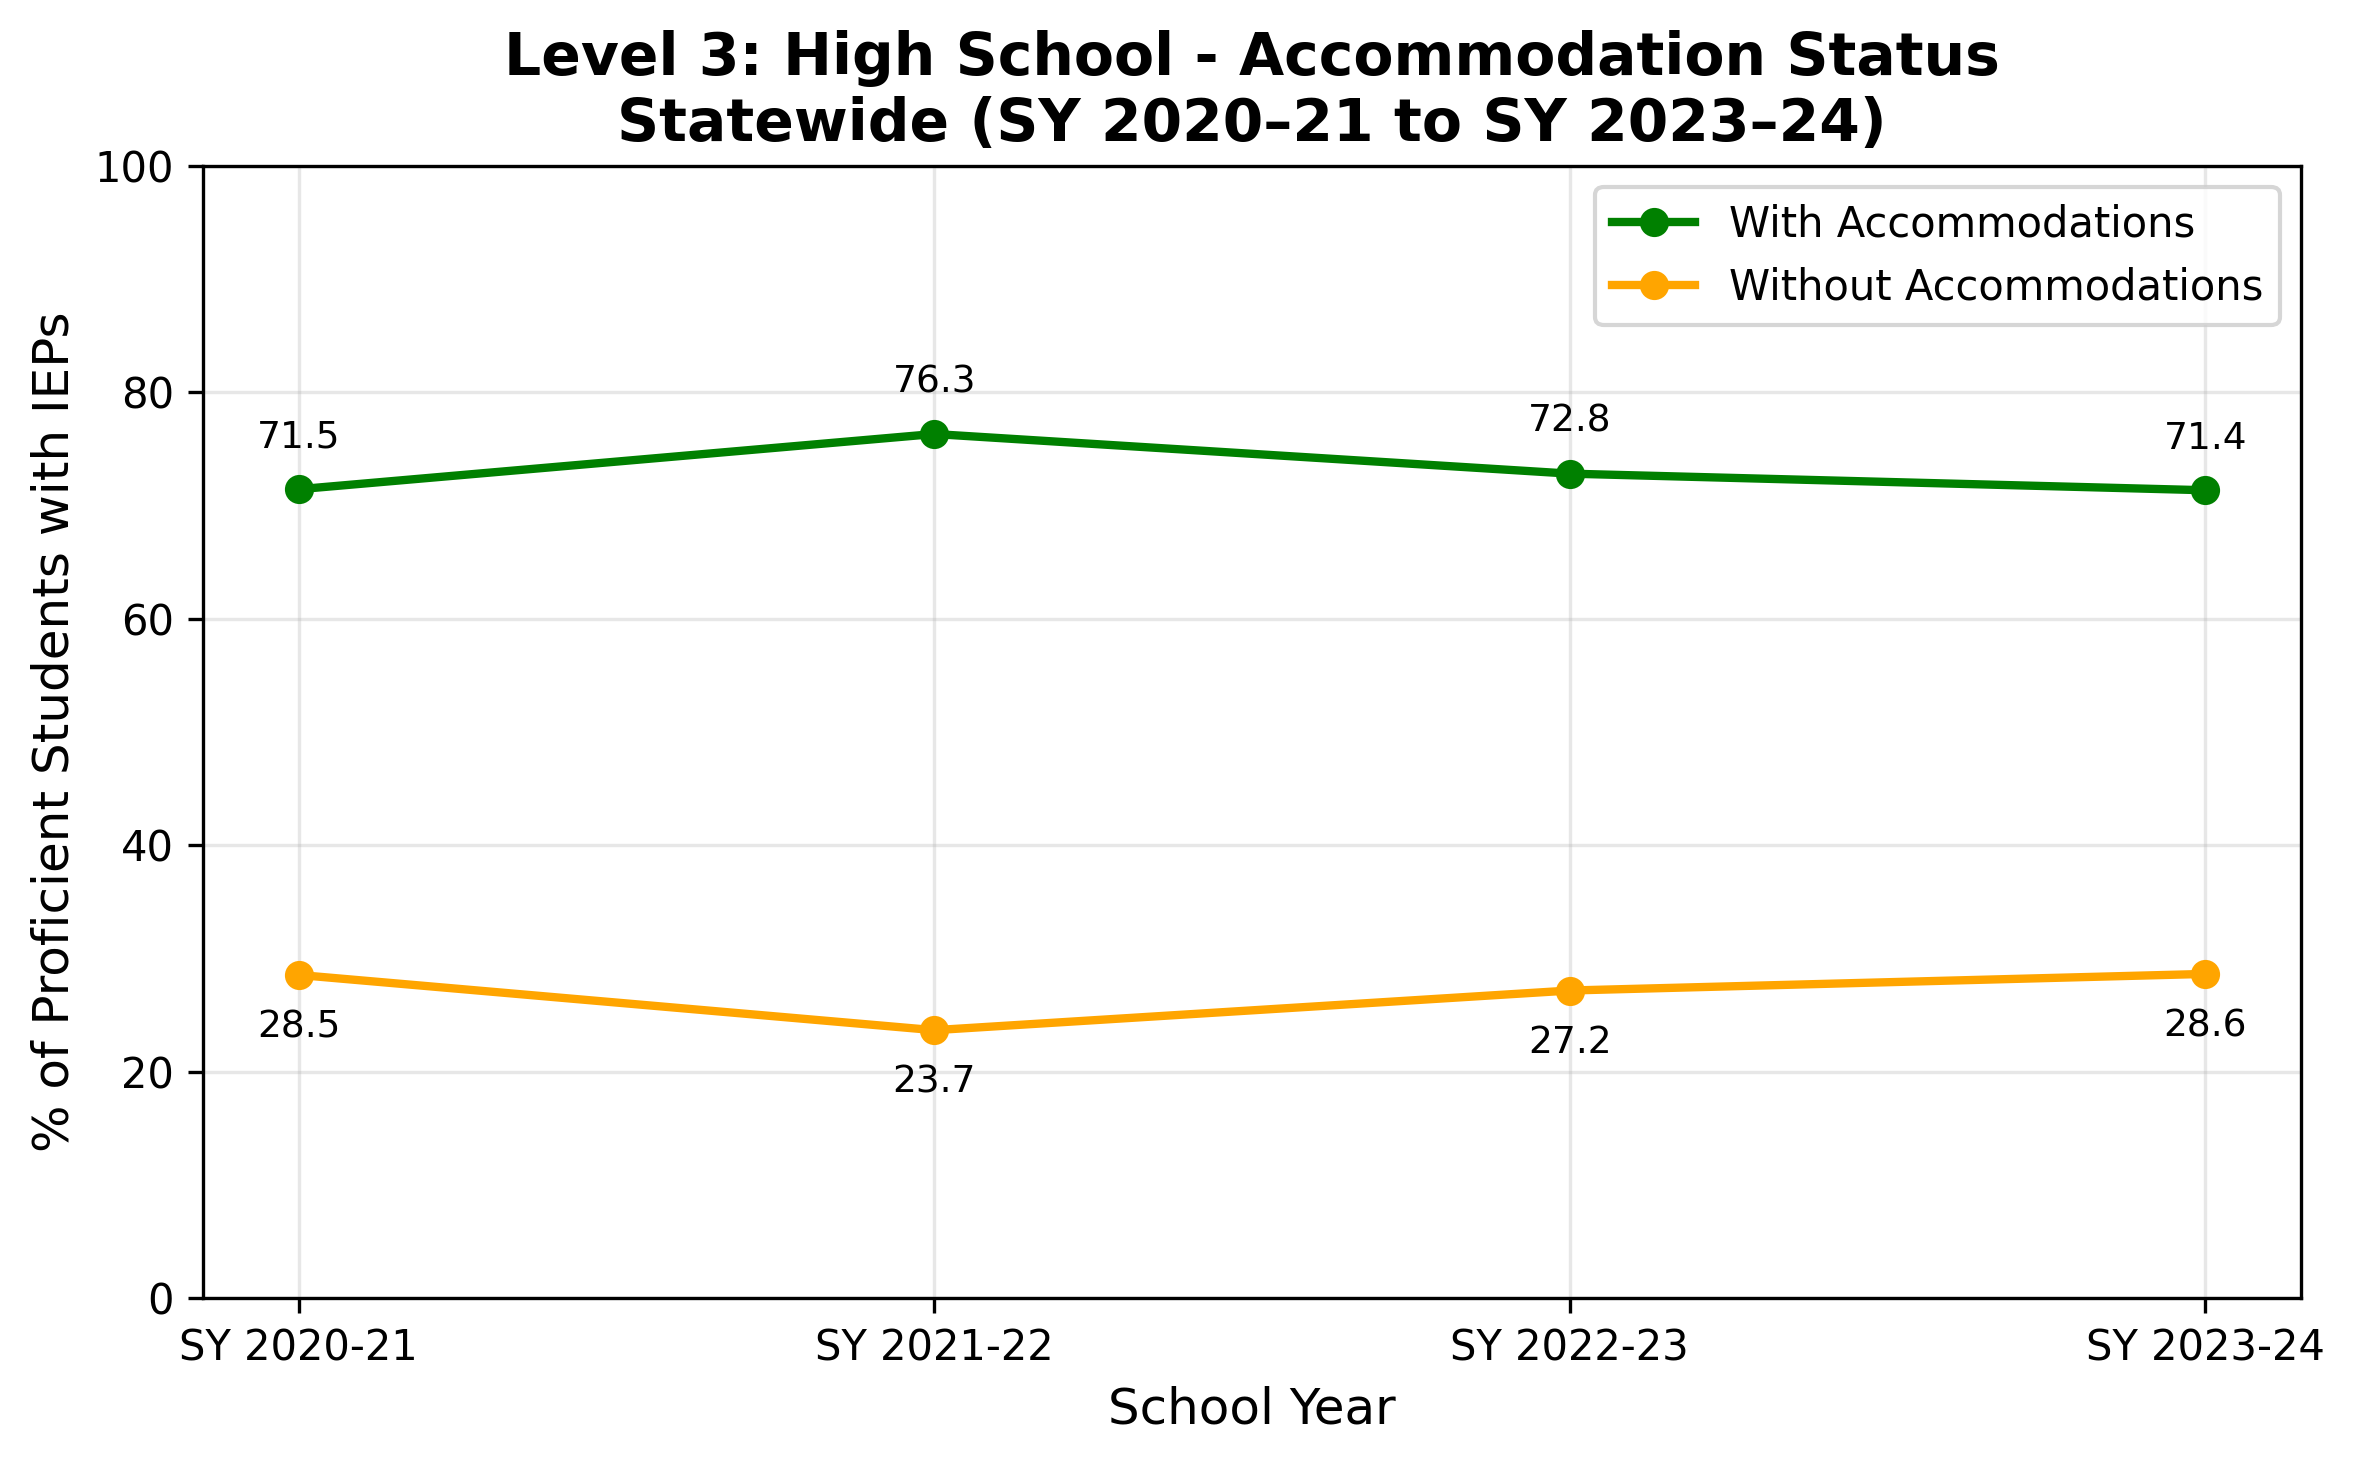 Level 3: High School - Accommodation Status
Statewide (SY 2020–21 to SY 2023–24)
% of Proficient Students with IEPs
100
80
60
40
20
0
With Accommodations
Without Accommodations
71.5
76.3
72.8
71.4
28.5
23.7
27.2
28.6
SY 2020-21
SY 2021-22
SY 2022-23
SY 2023-24
School Year